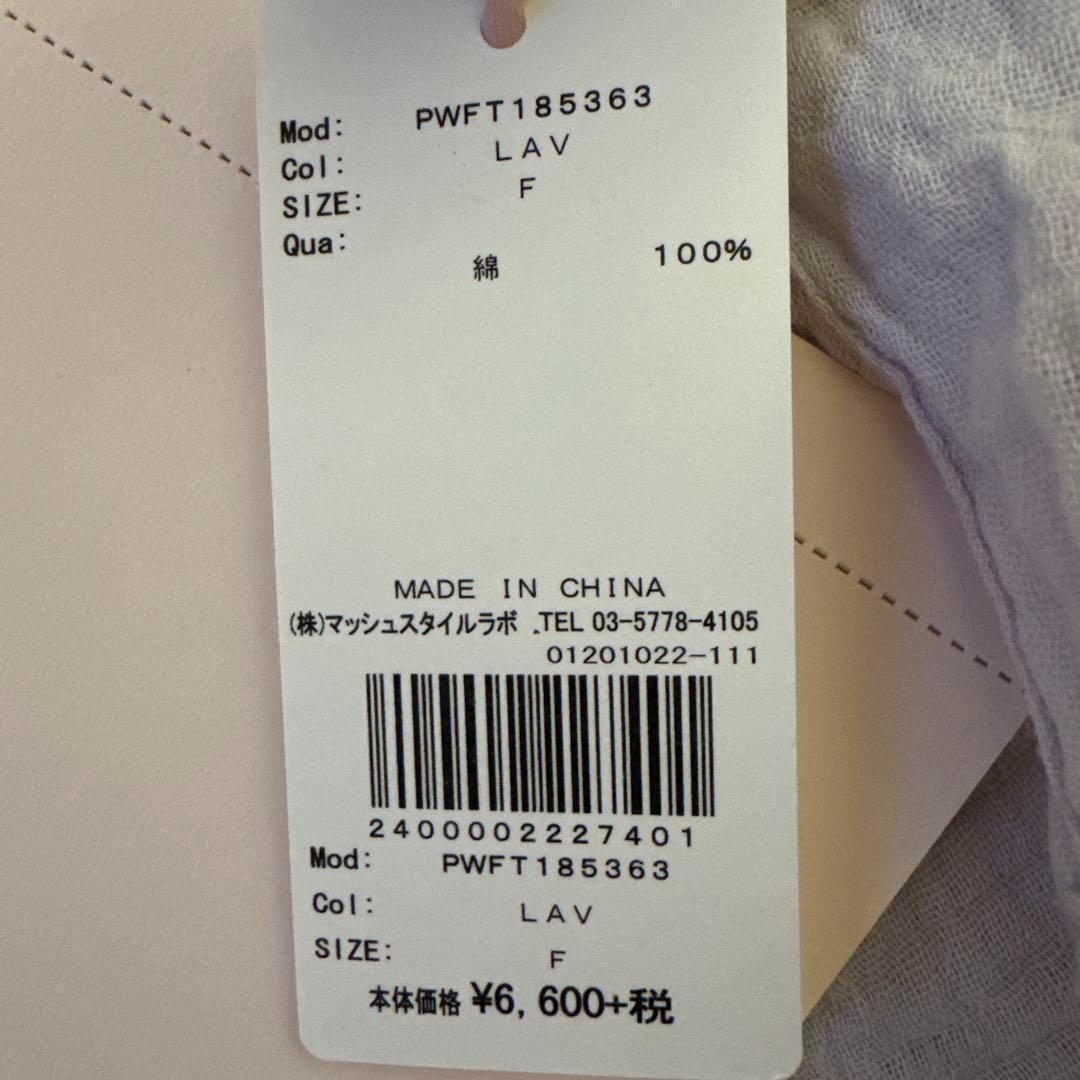 Mod: PWFT185363
Col: LAV
SIZE: F
Qua:
綿 100%
MADE IN CHINA
(株)マッシュスタイルラボ .TEL 03-5778-4105
01201022-111
2400002227401
Mod: PWFT185363
Col: LAV
SIZE: F
本体価格 ¥6,600+税